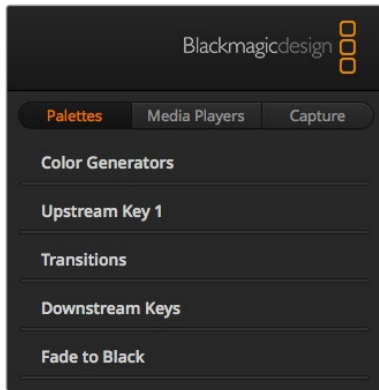 Blackmagicdesign
Palettes Media Players Capture
Color Generators
Upstream Key 1
Transitions
Downstream Keys
Fade to Black